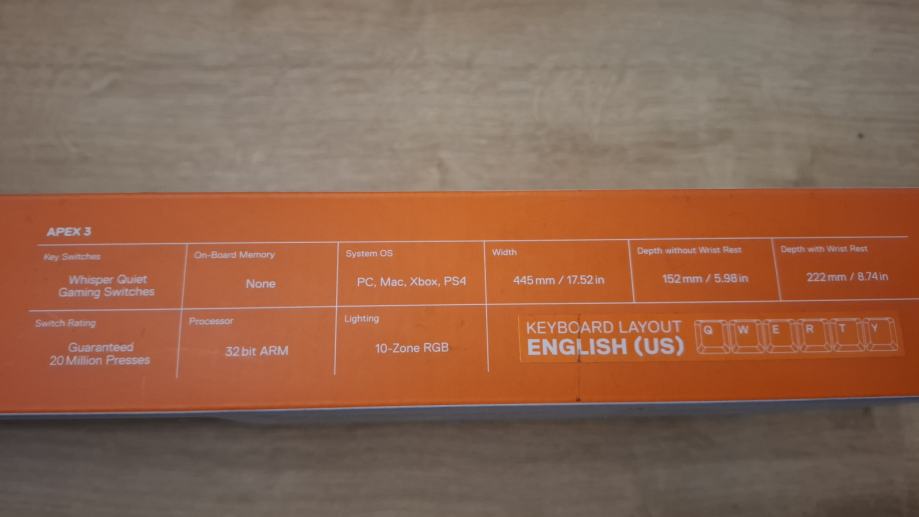 APEX 3
Key Switches
Whisper Quiet
Gaming Switches
On-Board Memory
None
System OS
PC, Mac, Xbox, PS4
Width
445 mm / 17.52 in
Depth without Wrist Rest
152 mm / 5.98 in
Depth with Wrist Rest
222 mm / 8.74 in
Switch Rating
Guaranteed
20 Million Presses
Processor
32 bit ARM
Lighting
10-Zone RGB
KEYBOARD LAYOUT
ENGLISH (US)
Q W E R T Y